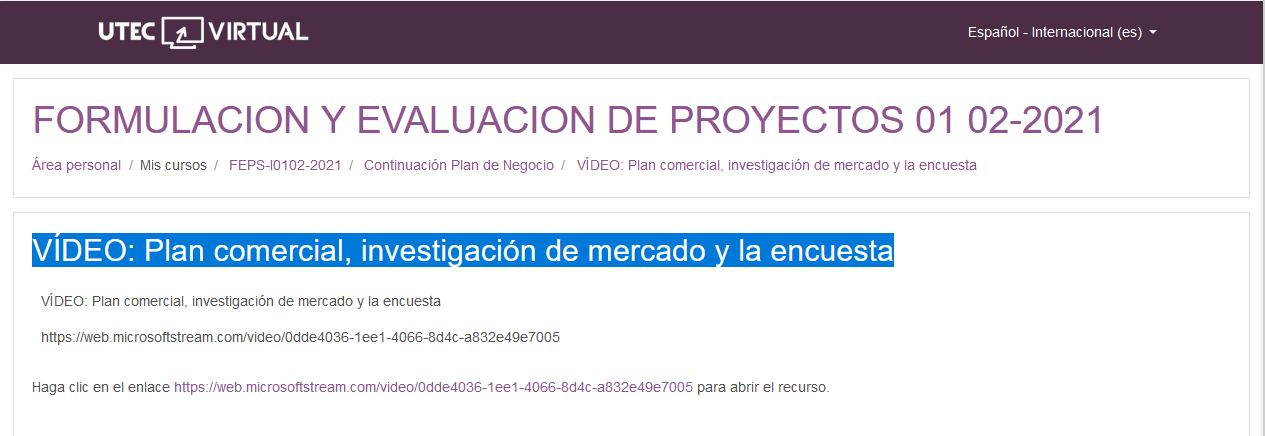 UTEC VIRTUAL
Español - Internacional (es)
FORMULACION Y EVALUACION DE PROYECTOS 01 02-2021
Área personal / Mis cursos / FEPS-I0102-2021 / Continuación Plan de Negocio / VÍDEO: Plan comercial, investigación de mercado y la encuesta
VÍDEO: Plan comercial, investigación de mercado y la encuesta
VÍDEO: Plan comercial, investigación de mercado y la encuesta
https://web.microsoftstream.com/video/0dde4036-1ee1-4066-8d4c-a832e49e7005
Haga clic en el enlace https://web.microsoftstream.com/video/0dde4036-1ee1-4066-8d4c-a832e49e7005 para abrir el recurso.